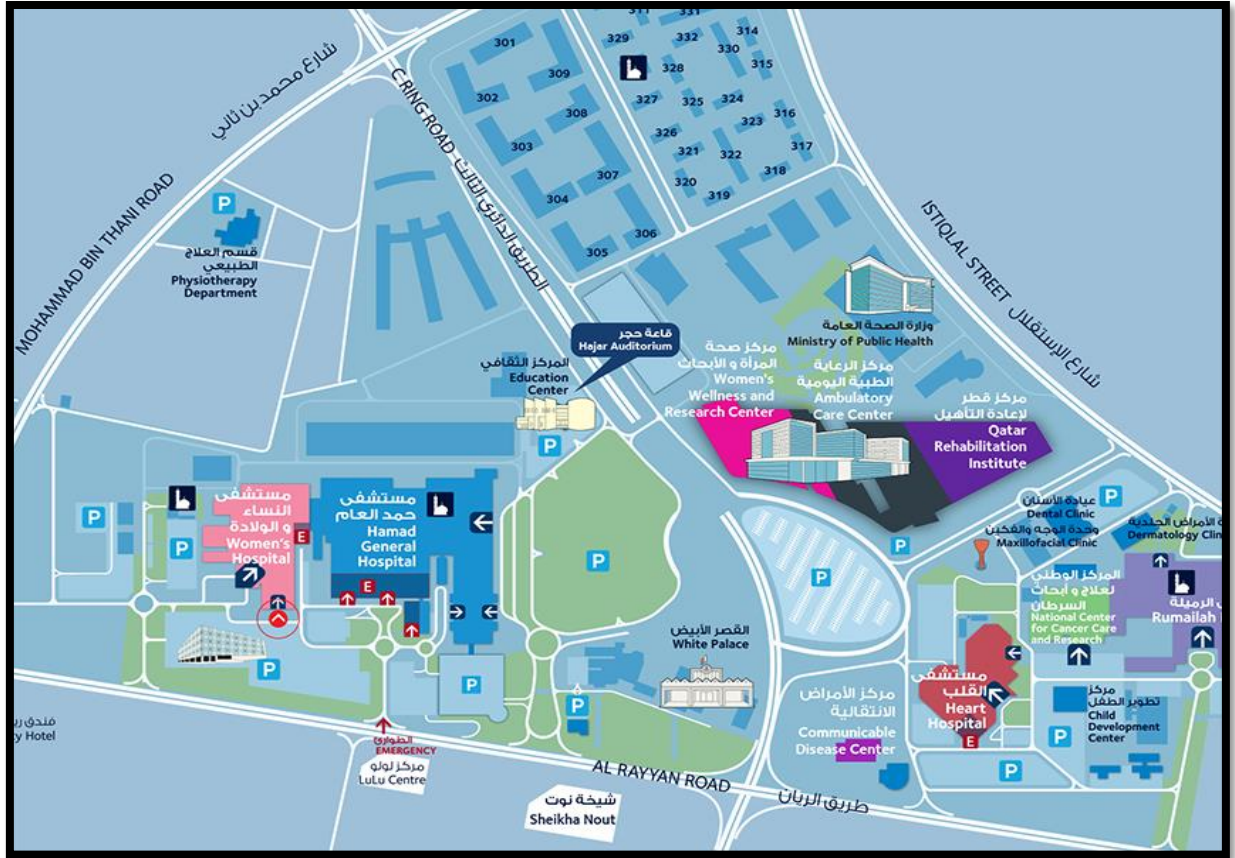 شارع محمد بن ثاني
MOHAMMAD BIN THANI ROAD
C RING ROAD الطريق الدائري الثالث
301
302
303
304
305
306
307
308
309
329
332
331
330
314
315
328
327
325
324
316
323
326
321
322
317
320
319
318
ISTIQLAL STREET شارع الإستقلال
P
قسم العلاج
الطبيعي
Physiotherapy
Department
قاعة حجر
Hajar Auditorium
المركز الثقافي
Education
Center
P
وزارة الصحة العامة
Ministry of Public Health
مركز صحة
المرأة و الأبحاث
Women's
Wellness and
Research Center
مركز الرعاية
الطبية اليومية
Ambulatory
Care Center
مركز قطر
لإعادة التأهيل
Qatar
Rehabilitation
Institute
مستشفى
النساء
و الولادة
Women's
Hospital
E
P
P
P
مستشفى
حمد العام
Hamad
General
Hospital
E
P
P
P
P
عيادة الأسنان
Dental Clinic
P
وحدة الوجه والفكين
Maxillofacial Clinic
الأمراض الجلدية
Dermatology Clin
المركز الوطني
لعلاج و أبحاث
السرطان
National Center
for Cancer Care
and Research
الرميلة
Rumailah
القصر الأبيض
White Palace
P
مركز الأمراض
الانتقالية
Communicable
Disease Center
مستشفى
القلب
Heart
Hospital
E
P
P
مركز
تطوير الطفل
Child
Development
Center
فندق
y Hotel
الطوارئ
EMERGENCY
مركز لولو
LuLu Centre
شيخة نوت
Sheikha Nout
AL RAYYAN ROAD طريق الريان